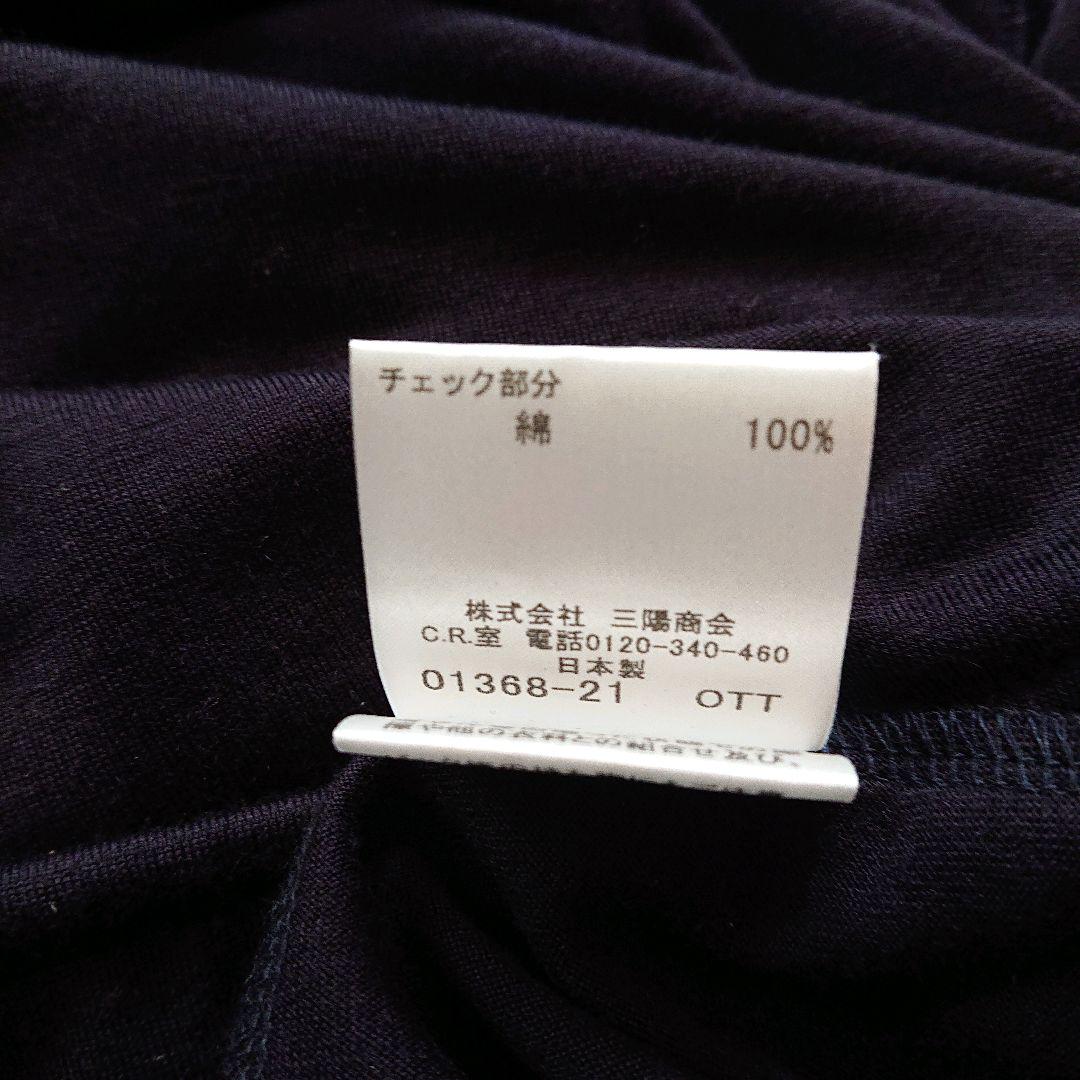 チェック部分
綿 100%
株式会社 三陽商会
C.R.室 電話0120-340-460
日本製
01368-21 OTT